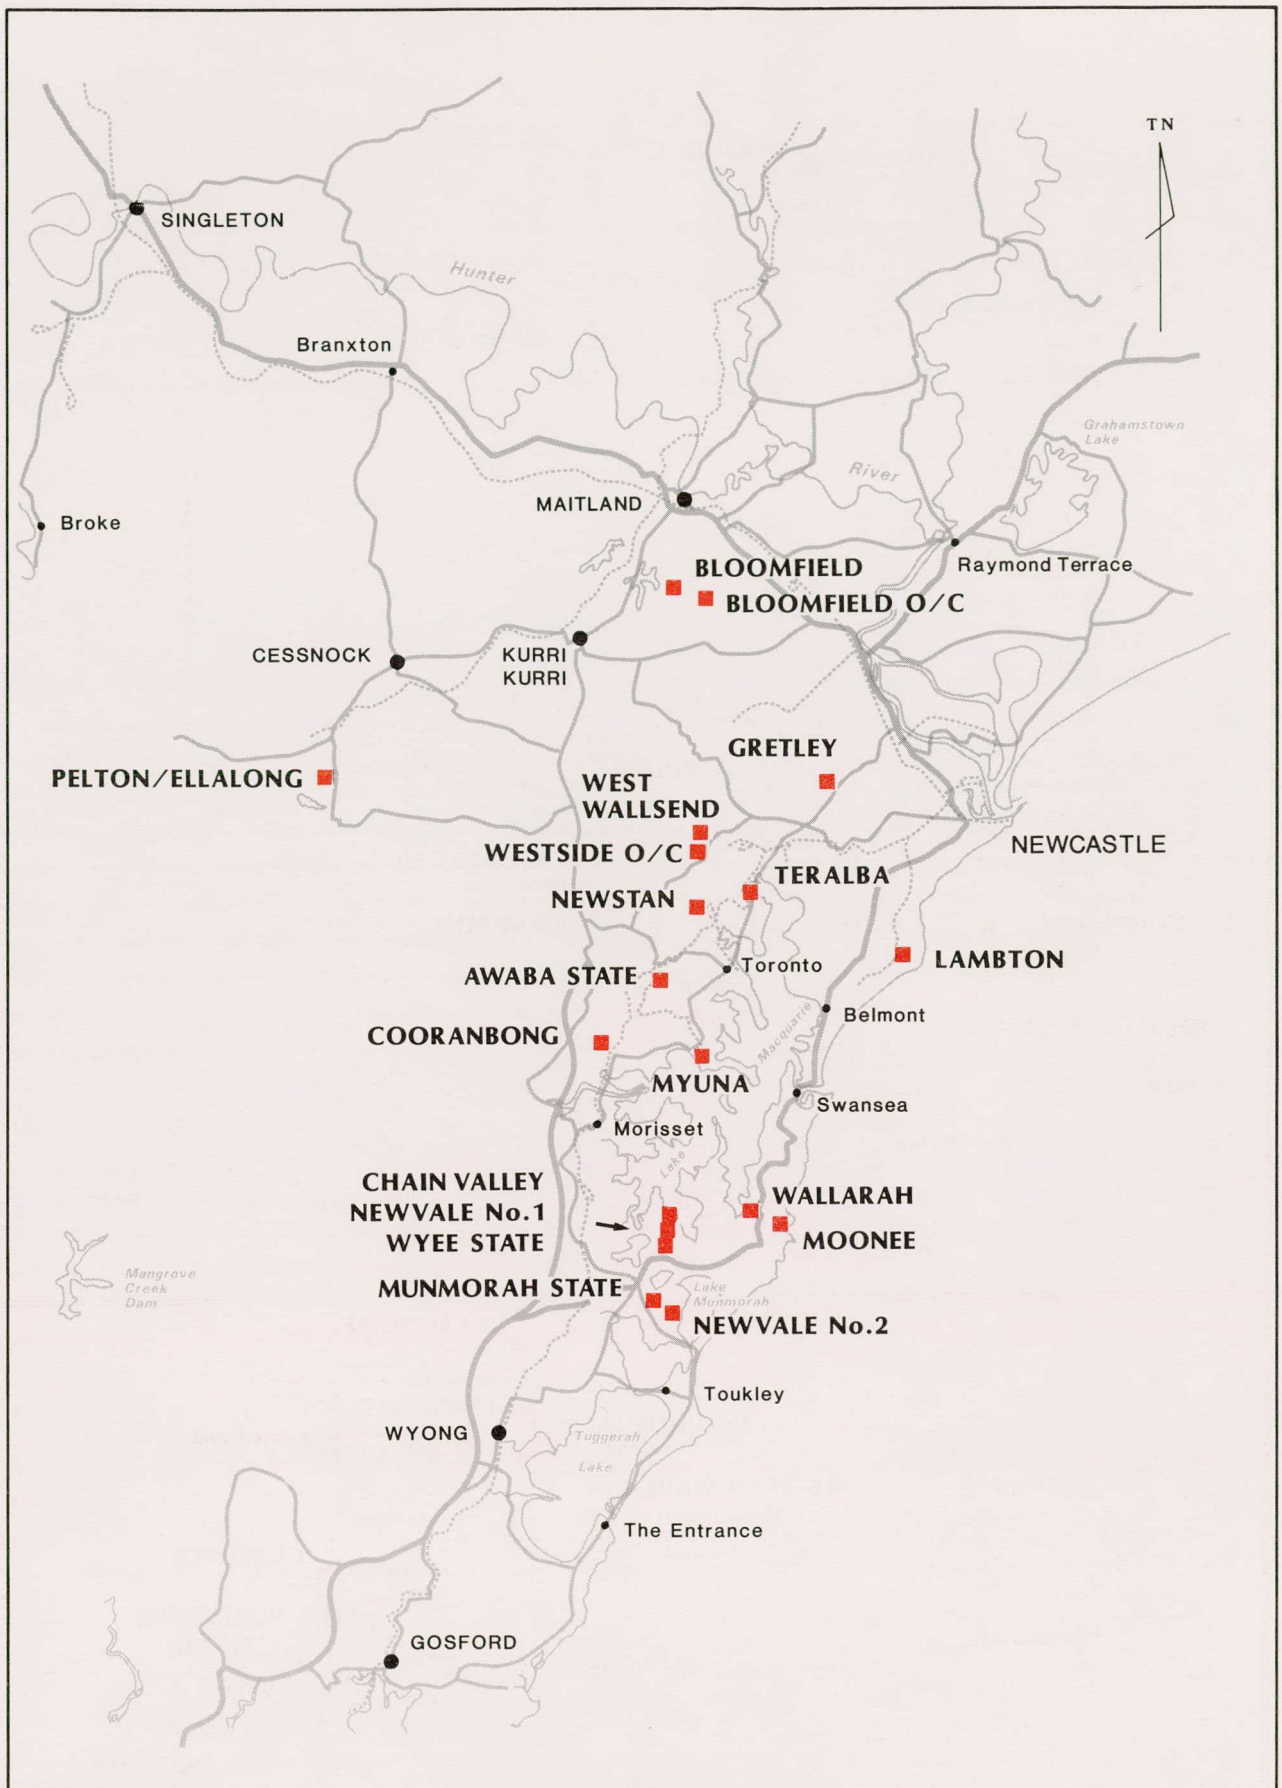 TN
SINGLETON
Hunter
Branxton
Grahamstown
Lake
River
MAITLAND
Broke
Raymond Terrace
BLOOMFIELD
BLOOMFIELD O/C
CESSNOCK
KURRI
KURRI
GRETLEY
PELTON/ELLALONG
WEST
WALLSEND
NEWCASTLE
WESTSIDE O/C
TERALBA
NEWSTAN
LAMBTON
Toronto
AWABA STATE
Belmont
Macquarie
COORANBONG
MYUNA
Swansea
Morisset
Lake
CHAIN VALLEY
NEWVALE No.1
WYEE STATE
WALLARAH
MOONEE
Mangrove
Creek
Dam
MUNMORAH STATE
Lake
Munmorah
NEWVALE No.2
Toukley
WYONG
Tuggerah
Lake
The Entrance
GOSFORD